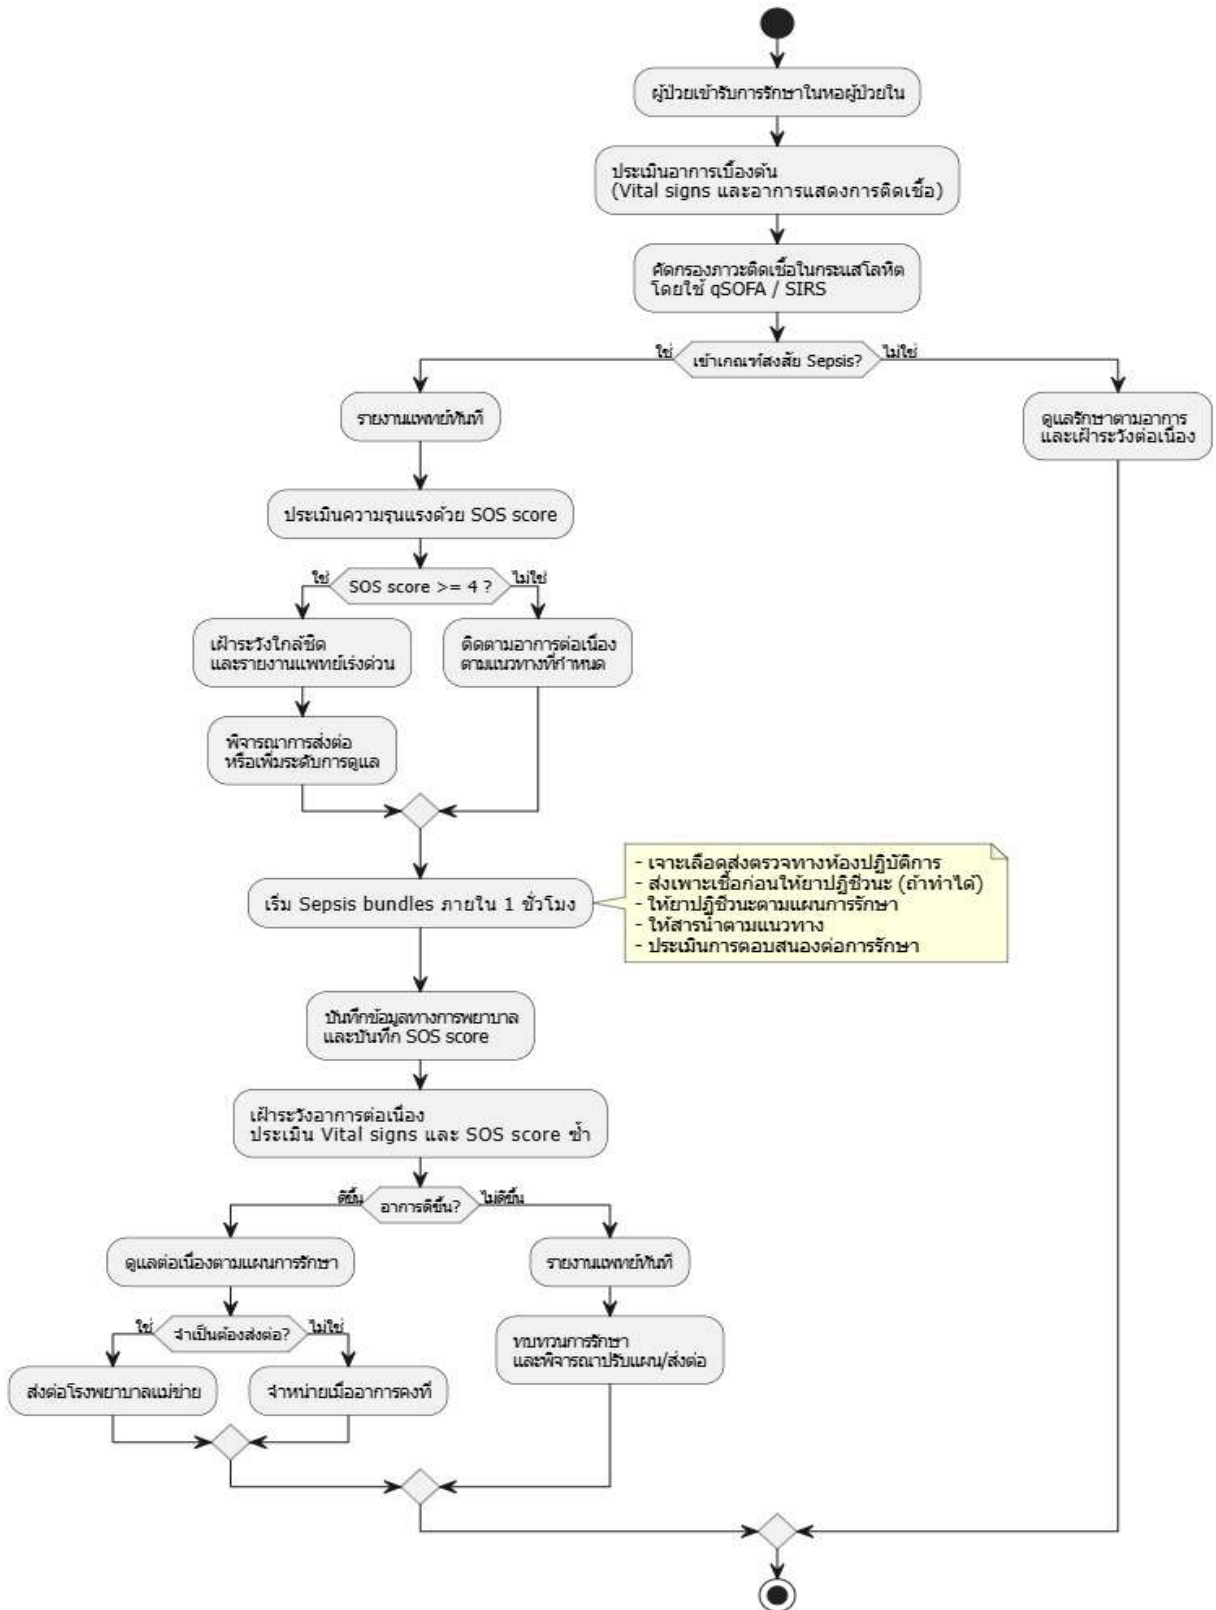 ผู้ป่วยเข้ารับการรักษาในหอผู้ป่วยใน
ประเมินอาการเบื้องต้น
(Vital signs และอาการแสดงการติดเชื้อ)
คัดกรองภาวะติดเชื้อในกระแสโลหิต
โดยใช้ qSOFA / SIRS
ใช่
เข้าเกณฑ์สงสัย Sepsis?
ไม่ใช่
รายงานแพทย์ทันที
ดูแลรักษาตามอาการ
และเฝ้าระวังต่อเนื่อง
ประเมินความรุนแรงด้วย SOS score
ใช่
SOS score >= 4 ?
ไม่ใช่
เฝ้าระวังใกล้ชิด
และรายงานแพทย์เร่งด่วน
ติดตามอาการต่อเนื่อง
ตามแนวทางที่กำหนด
พิจารณาการส่งต่อ
หรือเพิ่มระดับการดูแล
เริ่ม Sepsis bundles ภายใน 1 ชั่วโมง
- เจาะเลือดส่งตรวจทางห้องปฏิบัติการ
- ส่งเพาะเชื้อก่อนให้ยาปฏิชีวนะ (ถ้าทำได้)
- ให้ยาปฏิชีวนะตามแผนการรักษา
- ให้สารน้ำตามแนวทาง
- ประเมินการตอบสนองต่อการรักษา
บันทึกข้อมูลทางการพยาบาล
และบันทึก SOS score
เฝ้าระวังอาการต่อเนื่อง
ประเมิน Vital signs และ SOS score ซ้ำ
ดีขึ้น
อาการดีขึ้น?
ไม่ดีขึ้น
ดูแลต่อเนื่องตามแผนการรักษา
รายงานแพทย์ทันที
ใช่
จำเป็นต้องส่งต่อ?
ไม่ใช่
ทบทวนการรักษา
และพิจารณาปรับแผน/ส่งต่อ
ส่งต่อโรงพยาบาลแม่ข่าย
จำหน่ายเมื่ออาการคงที่